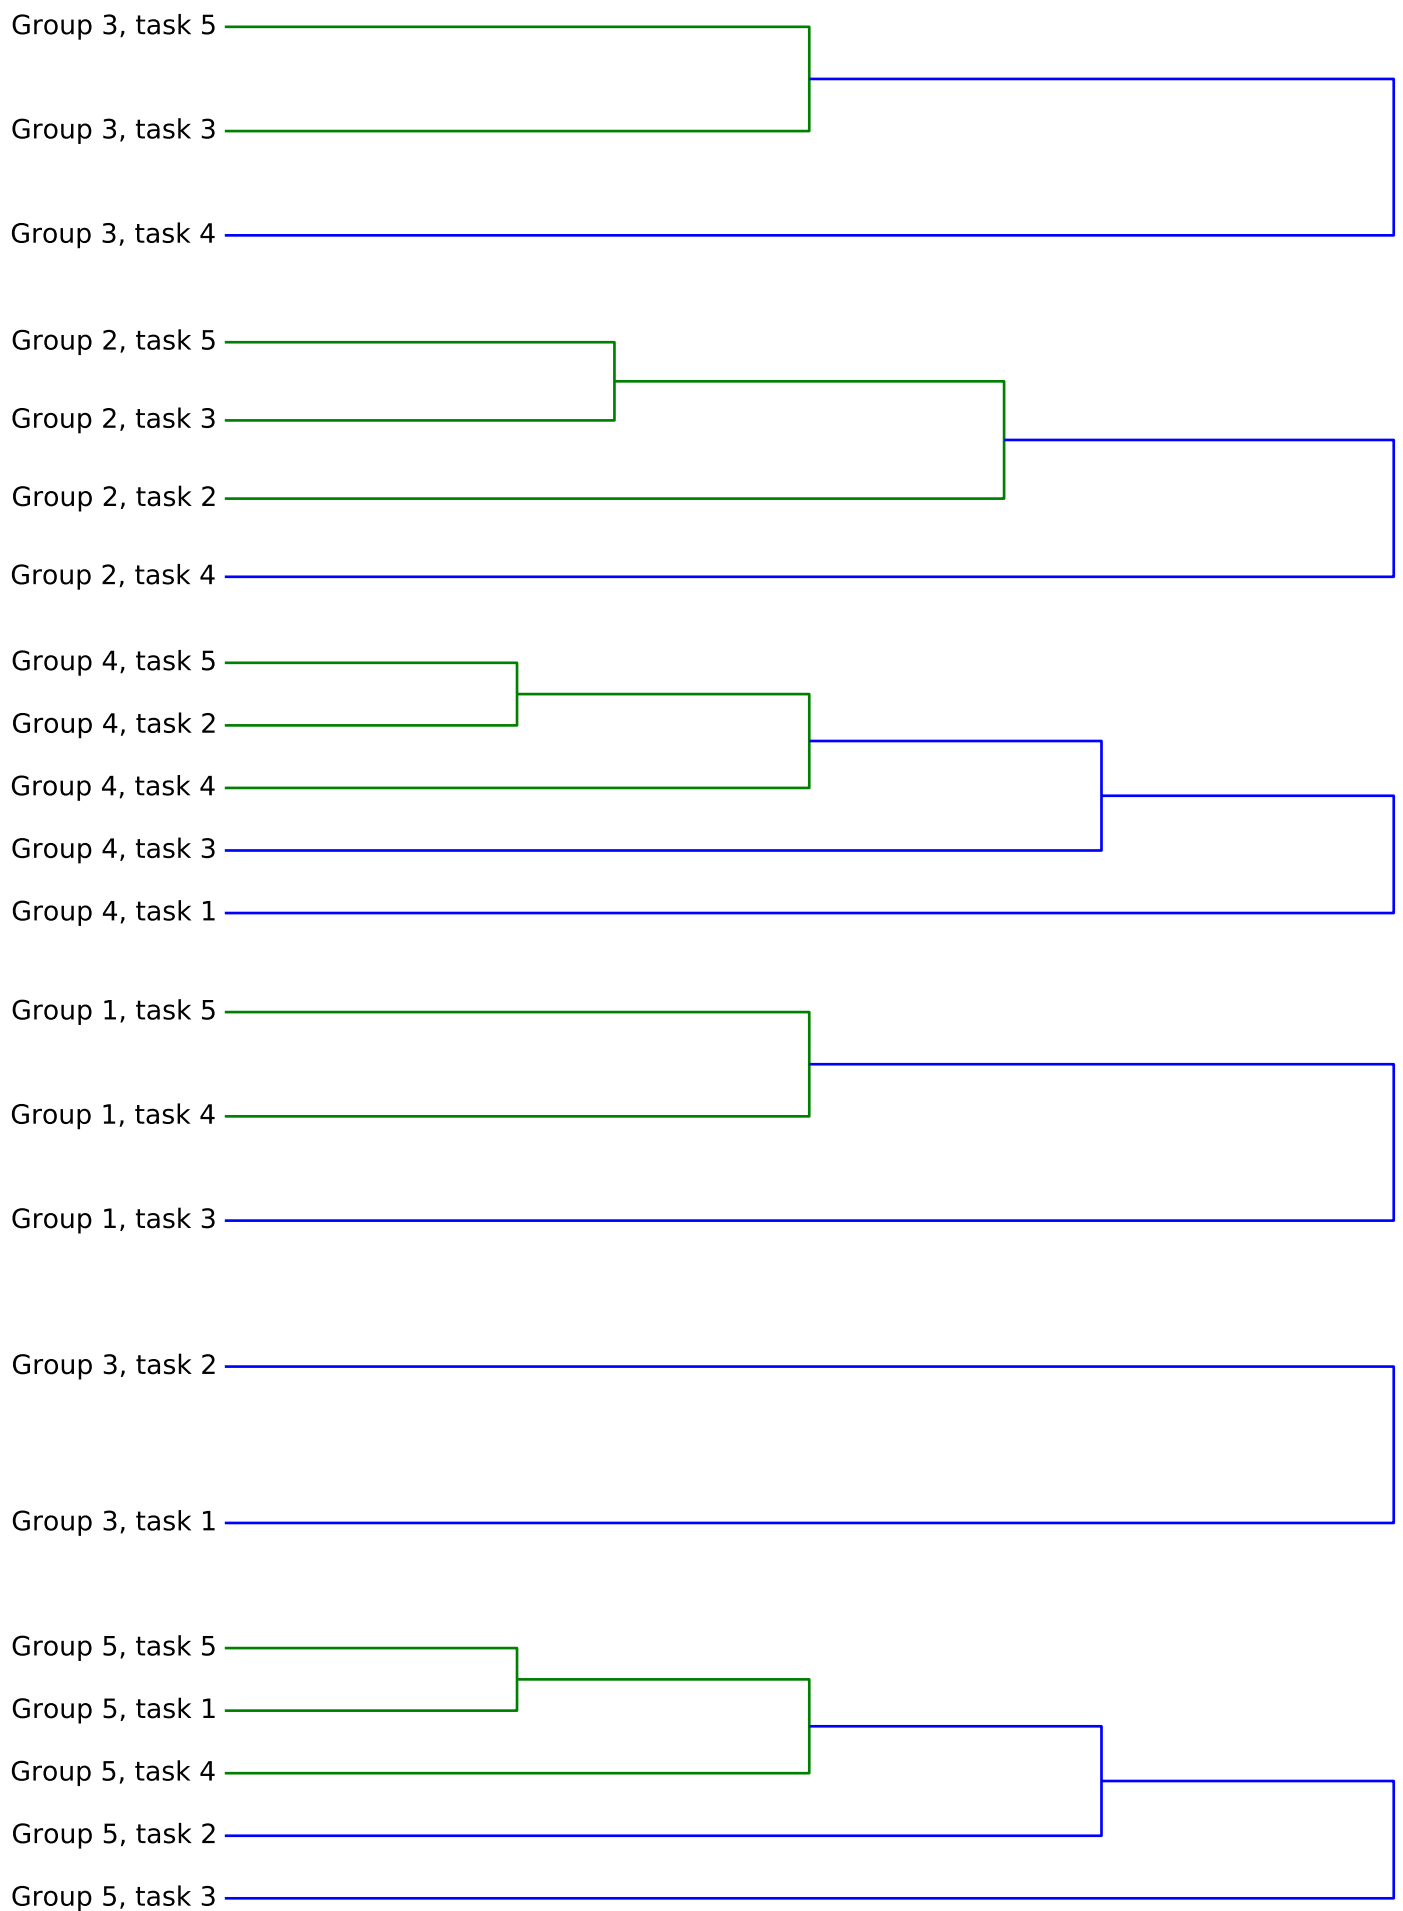 Group 3, task 5
Group 3, task 3
Group 3, task 4
Group 2, task 5
Group 2, task 3
Group 2, task 2
Group 2, task 4
Group 4, task 5
Group 4, task 2
Group 4, task 4
Group 4, task 3
Group 4, task 1
Group 1, task 5
Group 1, task 4
Group 1, task 3
Group 3, task 2
Group 3, task 1
Group 5, task 5
Group 5, task 1
Group 5, task 4
Group 5, task 2
Group 5, task 3